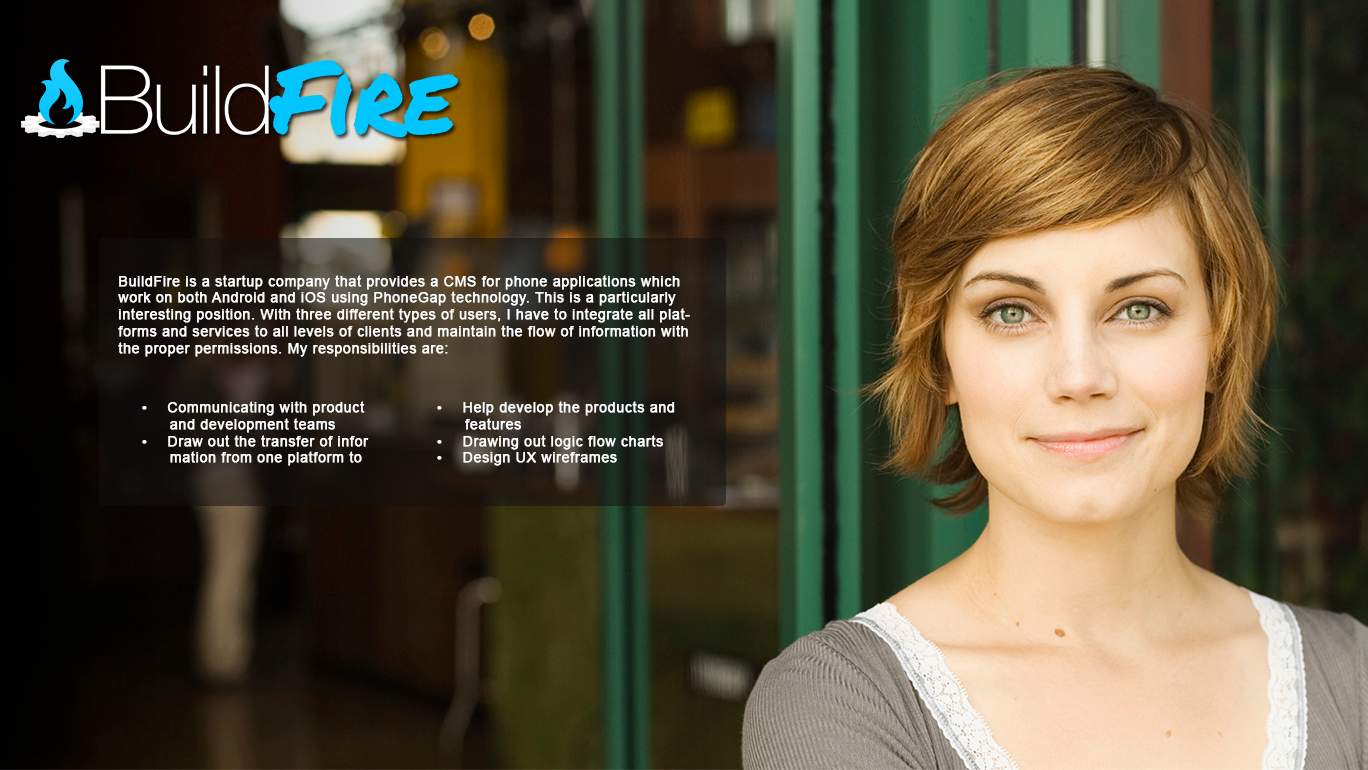 BuildFire
BuildFire is a startup company that provides a CMS for phone applications which
work on both Android and iOS using PhoneGap technology. This is a particularly
interesting position. With three different types of users, I have to integrate all plat-
forms and services to all levels of clients and maintain the flow of information with
the proper permissions. My responsibilities are:
• Communicating with product
and development teams
• Draw out the transfer of infor
mation from one platform to
• Help develop the products and
features
• Drawing out logic flow charts
• Design UX wireframes